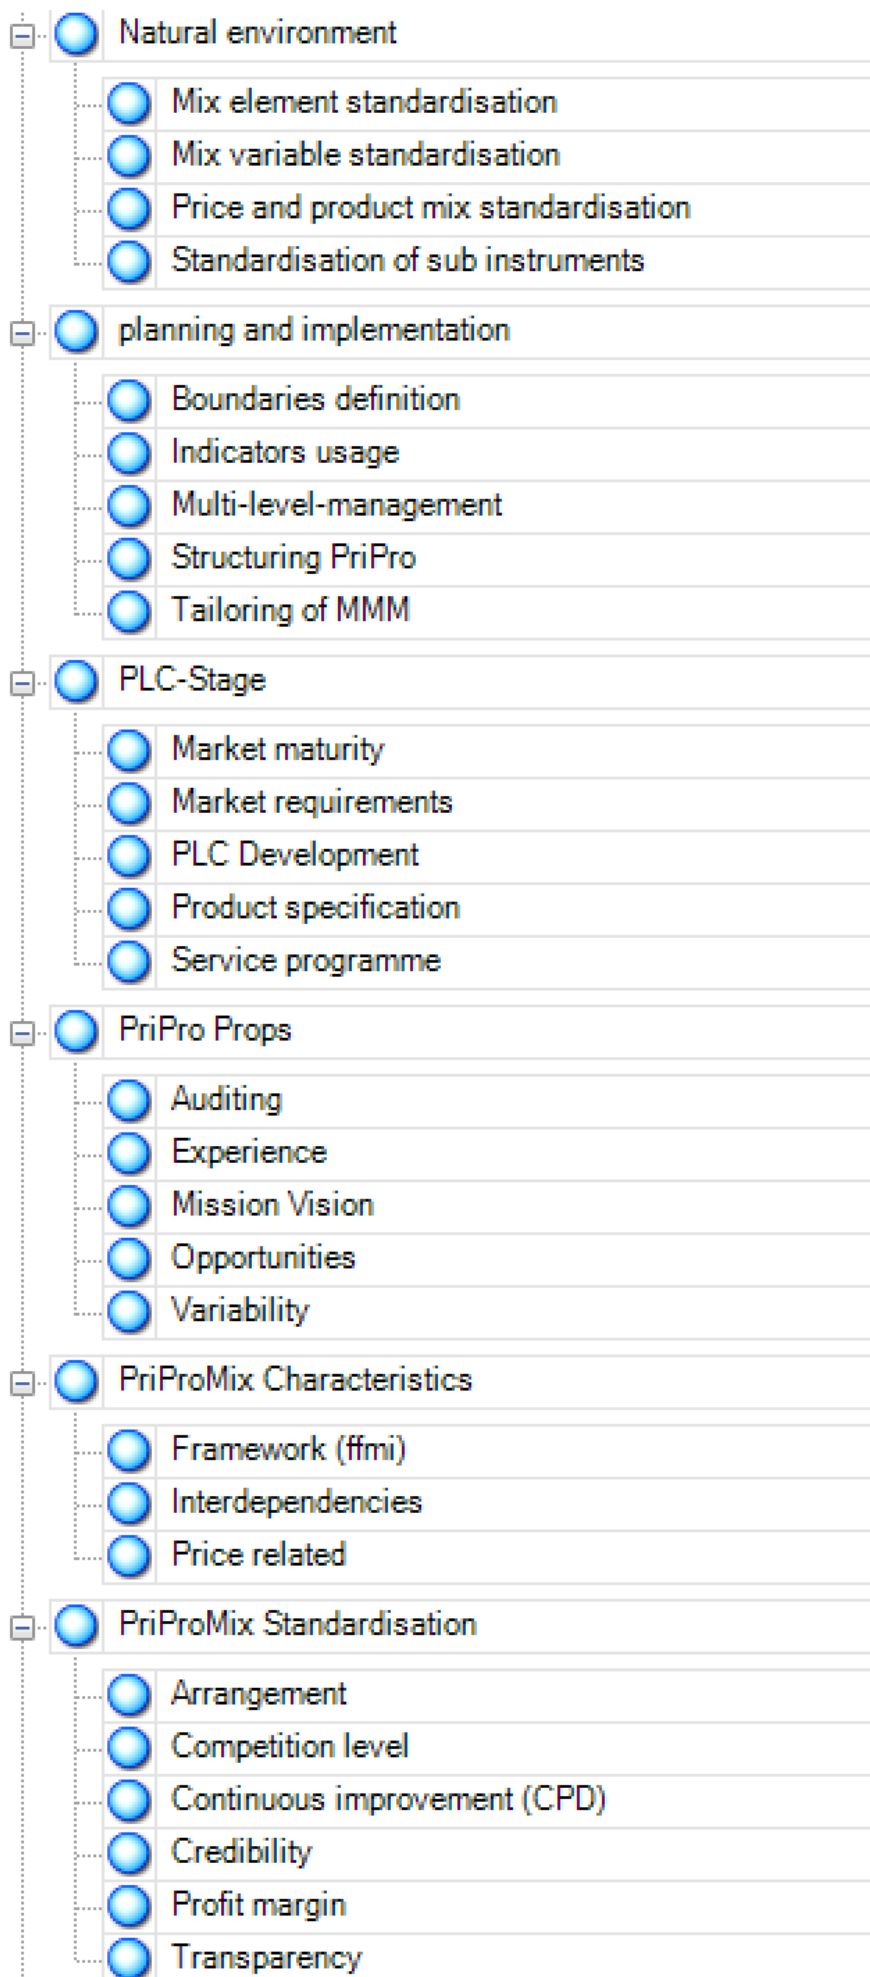 Natural environment
Mix element standardisation
Mix variable standardisation
Price and product mix standardisation
Standardisation of sub instruments
planning and implementation
Boundaries definition
Indicators usage
Multi-level-management
Structuring PriPro
Tailoring of MMM
PLC-Stage
Market maturity
Market requirements
PLC Development
Product specification
Service programme
PriPro Props
Auditing
Experience
Mission Vision
Opportunities
Variability
PriProMix Characteristics
Framework (ffmi)
Interdependencies
Price related
PriProMix Standardisation
Arrangement
Competition level
Continuous improvement (CPD)
Credibility
Profit margin
Transparency